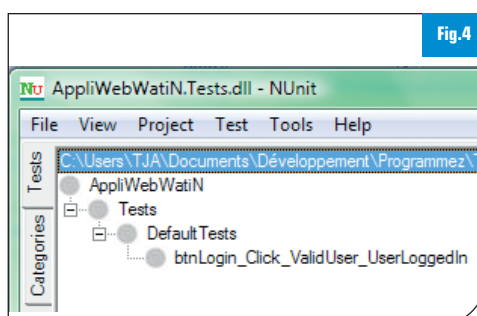 Fig.4
NU AppliWebWatiN.Tests.dll - NUnit
File View Project Test Tools Help
Tests
Categories
C:\Users\TJA\Documents\Développement\Programmez\
AppliWebWatiN
Tests
DefaultTests
btnLogin_Click_ValidUser_UserLoggedIn